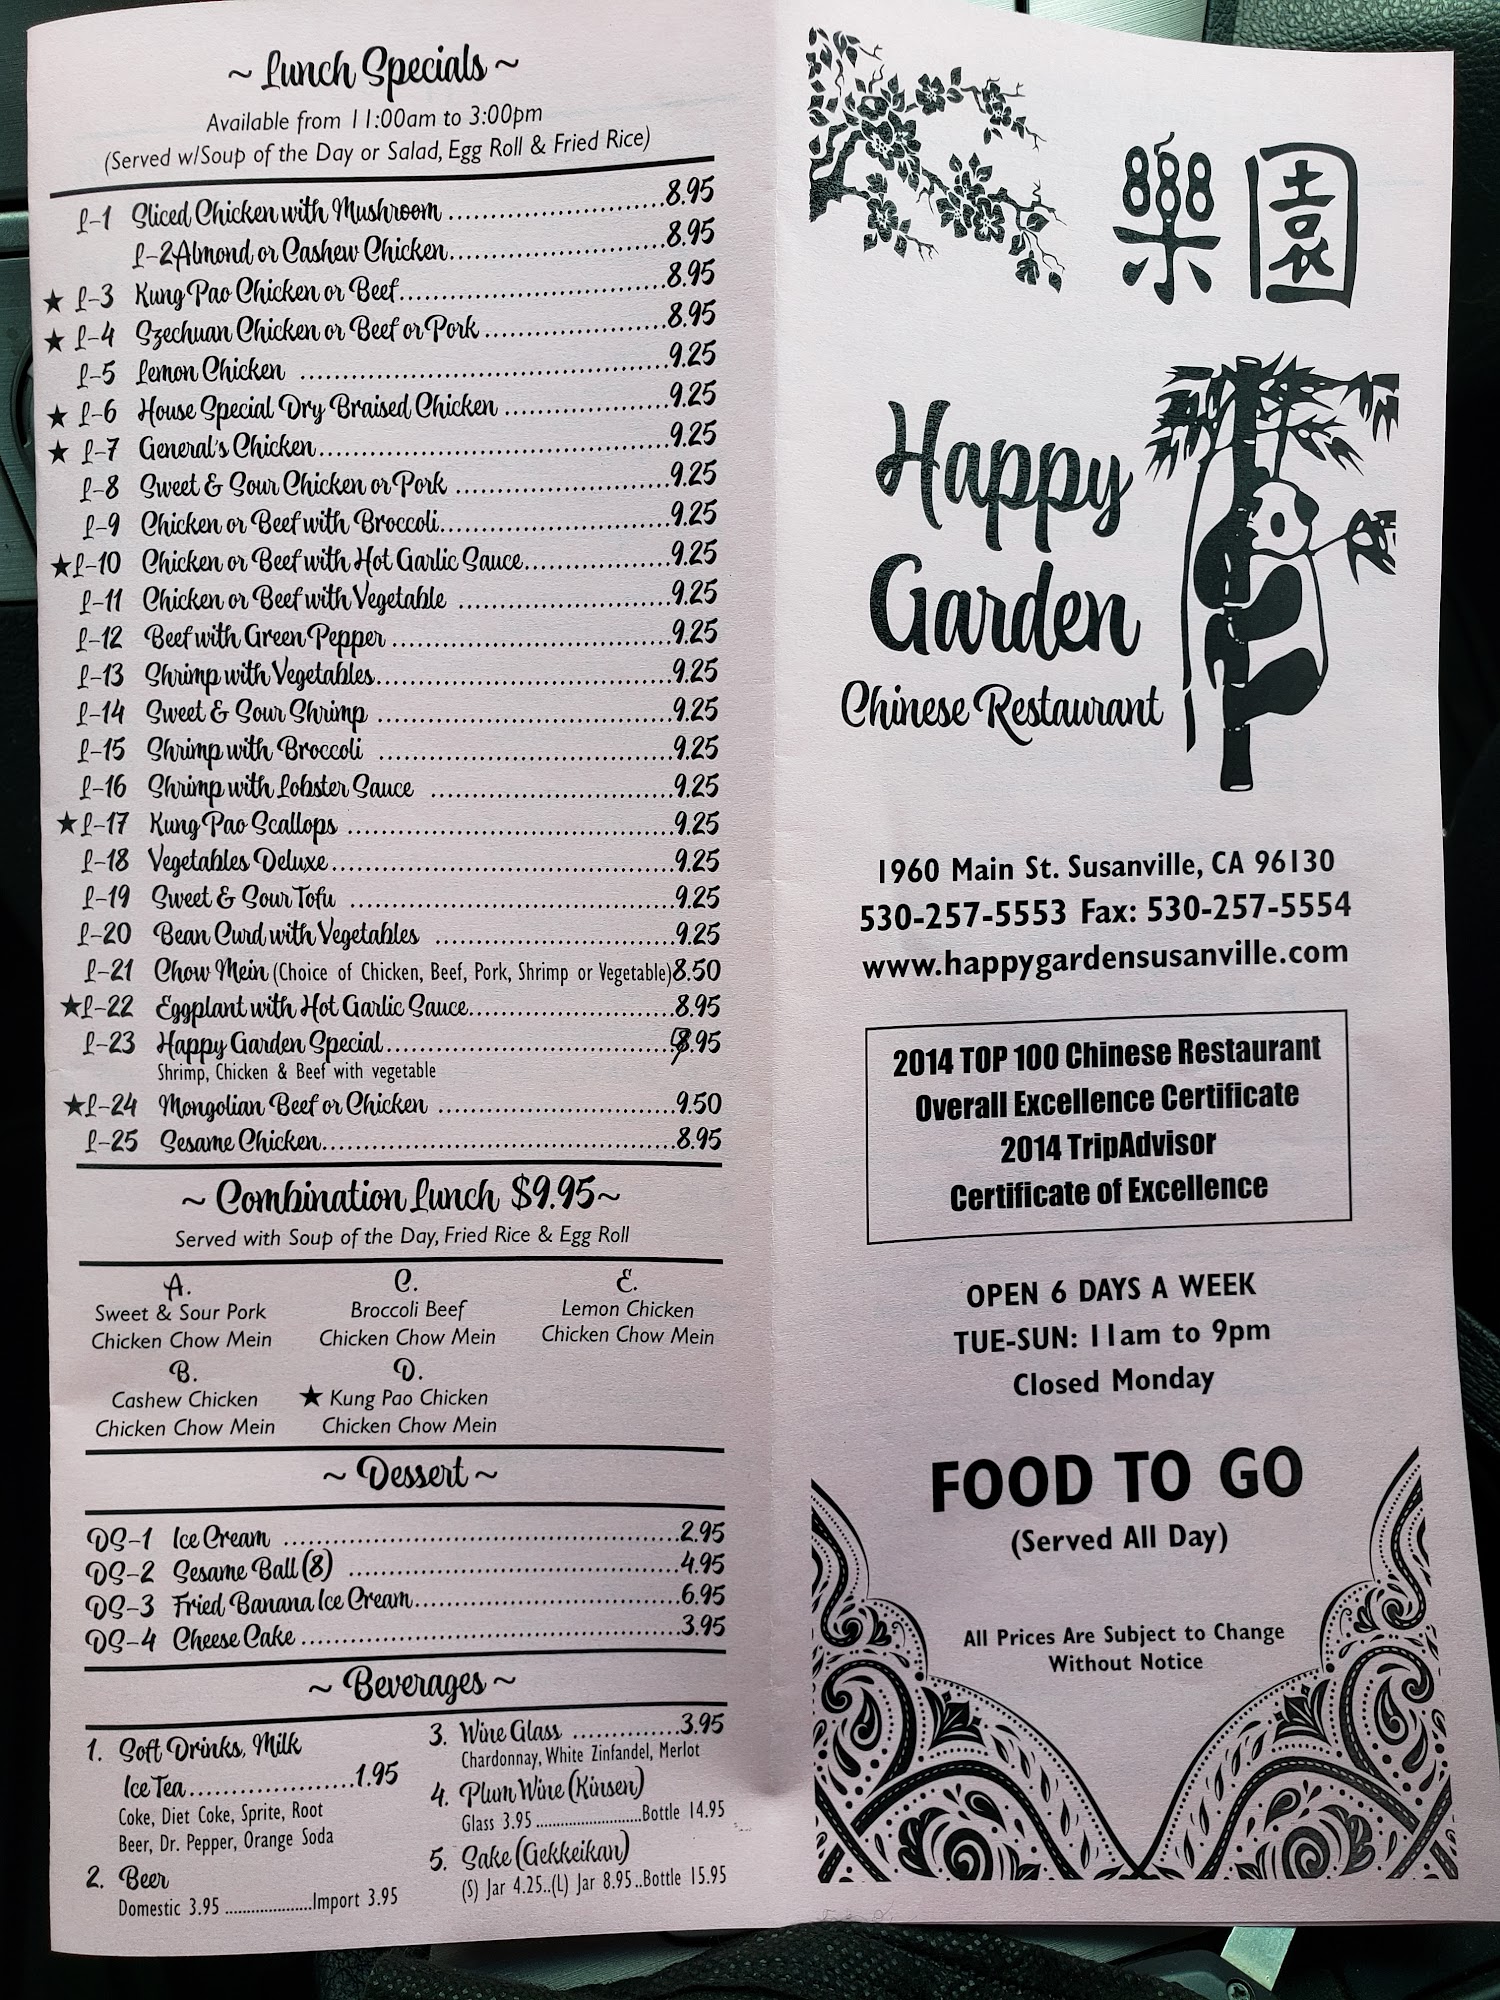 ~ Lunch Specials ~
Available from 11:00am to 3:00pm
(Served w/Soup of the Day or Salad, Egg Roll & Fried Rice)
L-1 Sliced Chicken with Mushroom ........................8.95
L-2 Almond or Cashew Chicken........................8.95
★ L-3 Kung Pao Chicken or Beef........................8.95
★ L-4 Szechuan Chicken or Beef or Pork ........................8.95
L-5 Lemon Chicken ........................9.25
★ L-6 House Special Dry Braised Chicken ........................9.25
★ L-7 General's Chicken........................9.25
L-8 Sweet & Sour Chicken or Pork ........................9.25
L-9 Chicken or Beef with Broccoli........................9.25
★L-10 Chicken or Beef with Hot Garlic Sauce........................9.25
L-11 Chicken or Beef with Vegetable ........................9.25
L-12 Beef with Green Pepper ........................9.25
L-13 Shrimp with Vegetables........................9.25
L-14 Sweet & Sour Shrimp ........................9.25
L-15 Shrimp with Broccoli ........................9.25
L-16 Shrimp with Lobster Sauce ........................9.25
★L-17 Kung Pao Scallops ........................9.25
L-18 Vegetables Deluxe........................9.25
L-19 Sweet & Sour Tofu ........................9.25
L-20 Bean Curd with Vegetables ........................9.25
L-21 Chow Mein (Choice of Chicken, Beef, Pork, Shrimp or Vegetable)8.50
★L-22 Eggplant with Hot Garlic Sauce........................8.95
L-23 Happy Garden Special........................9.95
Shrimp, Chicken & Beef with vegetable
★L-24 Mongolian Beef or Chicken ........................9.50
L-25 Sesame Chicken........................8.95
~ Combination Lunch $9.95~
Served with Soup of the Day, Fried Rice & Egg Roll
A.
Sweet & Sour Pork
Chicken Chow Mein
B.
Cashew Chicken
Chicken Chow Mein
C.
Broccoli Beef
Chicken Chow Mein
D.
★ Kung Pao Chicken
Chicken Chow Mein
E.
Lemon Chicken
Chicken Chow Mein
~ Dessert ~
DS-1 Ice Cream ........................2.95
DS-2 Sesame Ball (8) ........................4.95
DS-3 Fried Banana Ice Cream........................6.95
DS-4 Cheese Cake ........................3.95
~ Beverages ~
1. Soft Drinks, Milk
Ice Tea.....................1.95
Coke, Diet Coke, Sprite, Root
Beer, Dr. Pepper, Orange Soda
2. Beer
Domestic 3.95 .....................Import 3.95
3. Wine Glass .............3.95
Chardonnay, White Zinfandel, Merlot
4. Plum Wine (Kinsen)
Glass 3.95 .........................Bottle 14.95
5. Sake (Gekkeikan)
(S) Jar 4.25..(L) Jar 8.95..Bottle 15.95
樂園
Happy
Garden
Chinese Restaurant
1960 Main St. Susanville, CA 96130
530-257-5553 Fax: 530-257-5554
www.happygardensusanville.com
2014 TOP 100 Chinese Restaurant
Overall Excellence Certificate
2014 TripAdvisor
Certificate of Excellence
OPEN 6 DAYS A WEEK
TUE-SUN: 11am to 9pm
Closed Monday
FOOD TO GO
(Served All Day)
All Prices Are Subject to Change
Without Notice